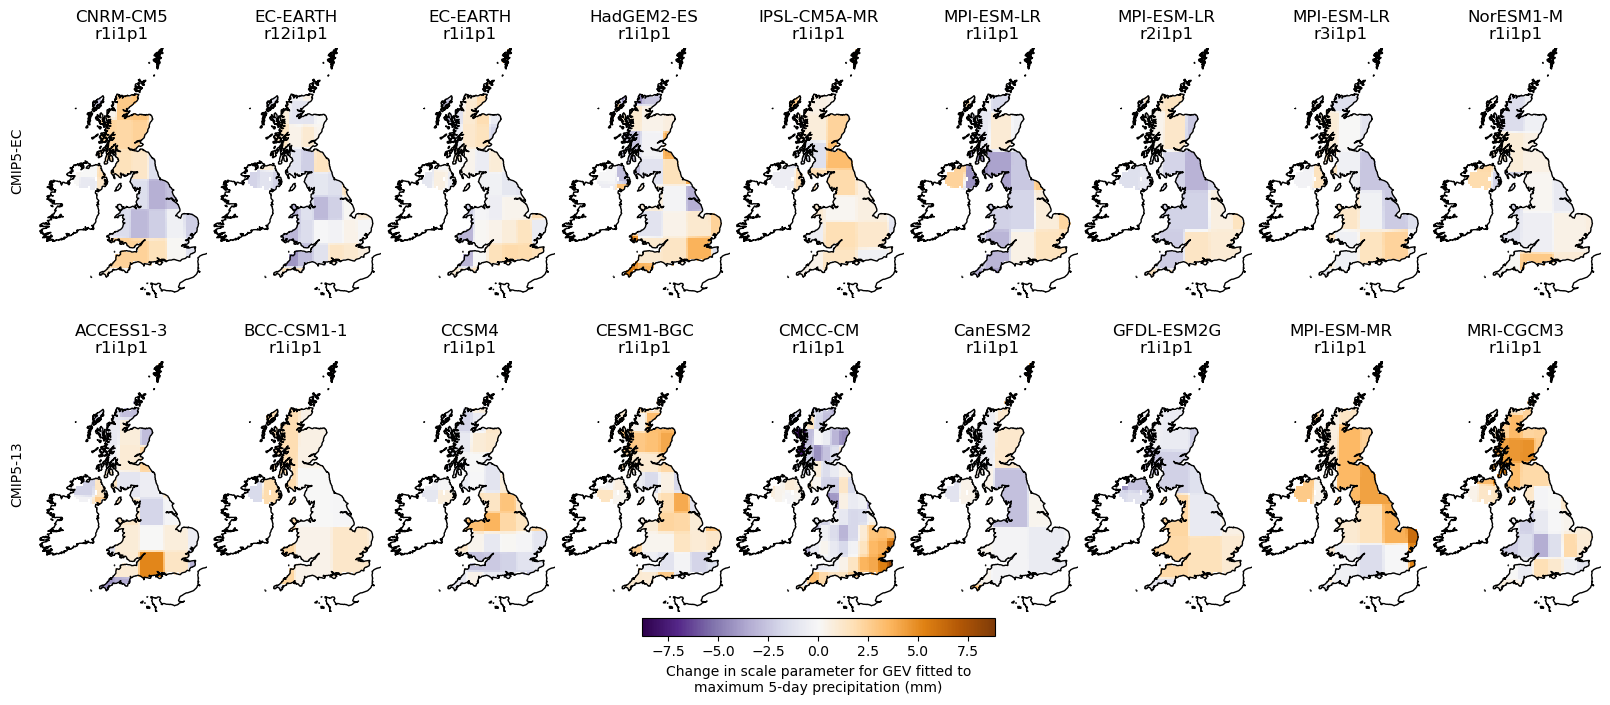 CNRM-CM5 EC-EARTH EC-EARTH HadGEM2-ES IPSL-CM5A-MR MPI-ESM-LR MPI-ESM-LR MPI-ESM-LR NorESM1-M
r1i1p1 r12i1p1 r1i1p1 r1i1p1 r1i1p1 r1i1p1 r2i1p1 r3i1p1 r1i1p1
CMIP5-EC
ACCESS1-3 BCC-CSM1-1 CCSM4 CESM1-BGC CMCC-CM CanESM2 GFDL-ESM2G MPI-ESM-MR MRI-CGCM3
r1i1p1 r1i1p1 r1i1p1 r1i1p1 r1i1p1 r1i1p1 r1i1p1 r1i1p1 r1i1p1
CMIP5-13
−7.5 −5.0 −2.5 0.0 2.5 5.0 7.5
Change in scale parameter for GEV fitted to
maximum 5-day precipitation (mm)